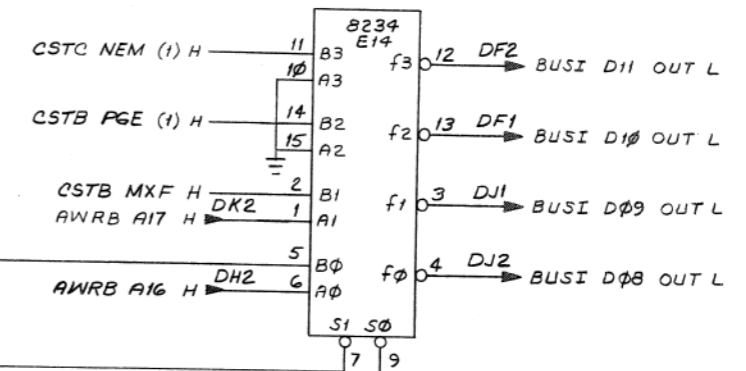 8234
E14
CSTC NEM (1) H 11 B3 f3 12 DF2 BUSI D11 OUT L
1Ø A3
CSTB PGE (1) H 14 B2 f2 13 DF1 BUSI D1Ø OUT L
15 A2
CSTB MXF H 2 B1 f1 3 DJ1 BUSI DØ9 OUT L
AWRB A17 H DK2 1 A1
5 BØ fØ 4 DJ2 BUSI DØ8 OUT L
AWRB A16 H DH2 6 AØ
S1 SØ
7 9